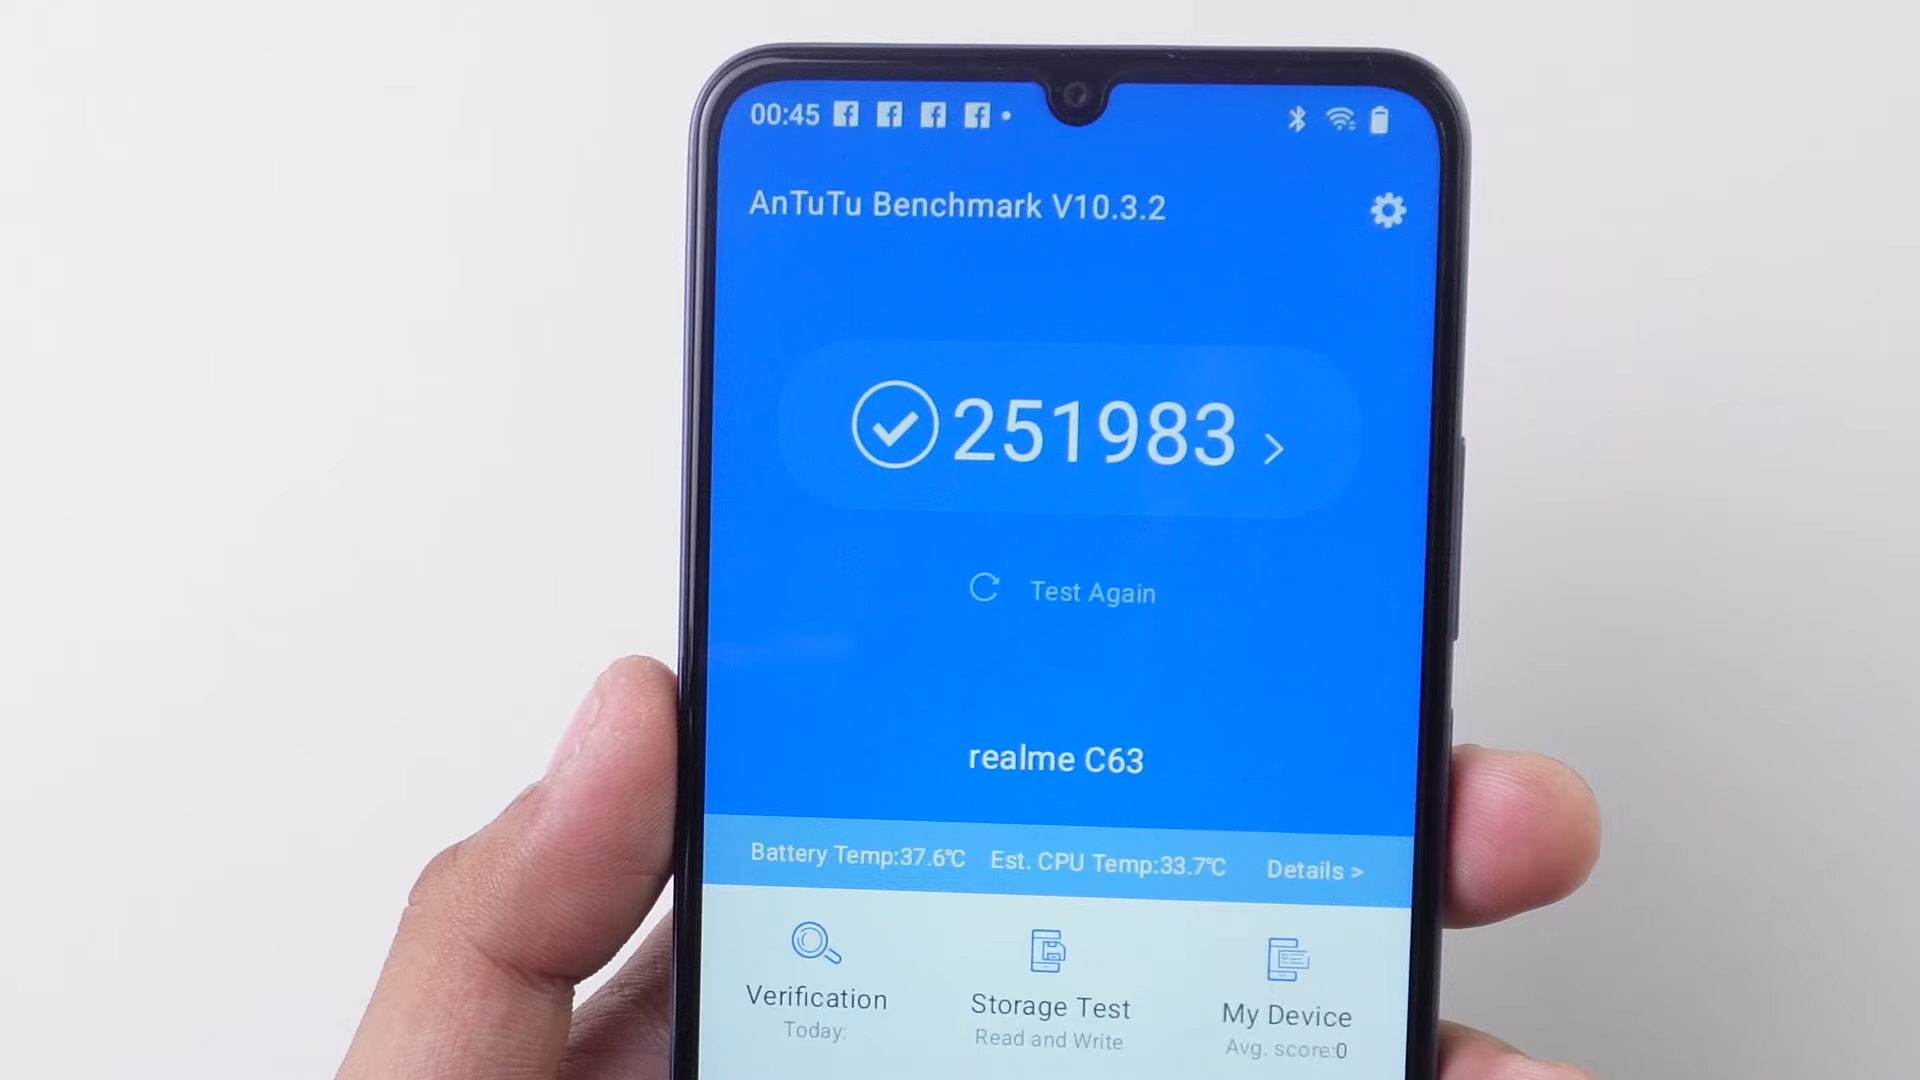 00:45
AnTuTu Benchmark V10.3.2
251983 >
Test Again
realme C63
Battery Temp:37.6℃ Est. CPU Temp:33.7℃ Details >
Verification Storage Test My Device
Today: Read and Write Avg. score:0